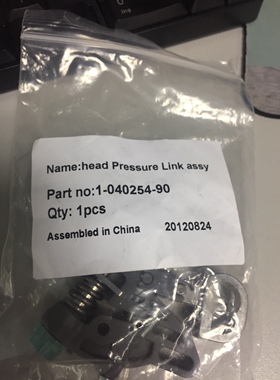 Name:head Pressure Link assy
Part no:1-040254-90
Qty: 1pcs
Assembled in China 20120824